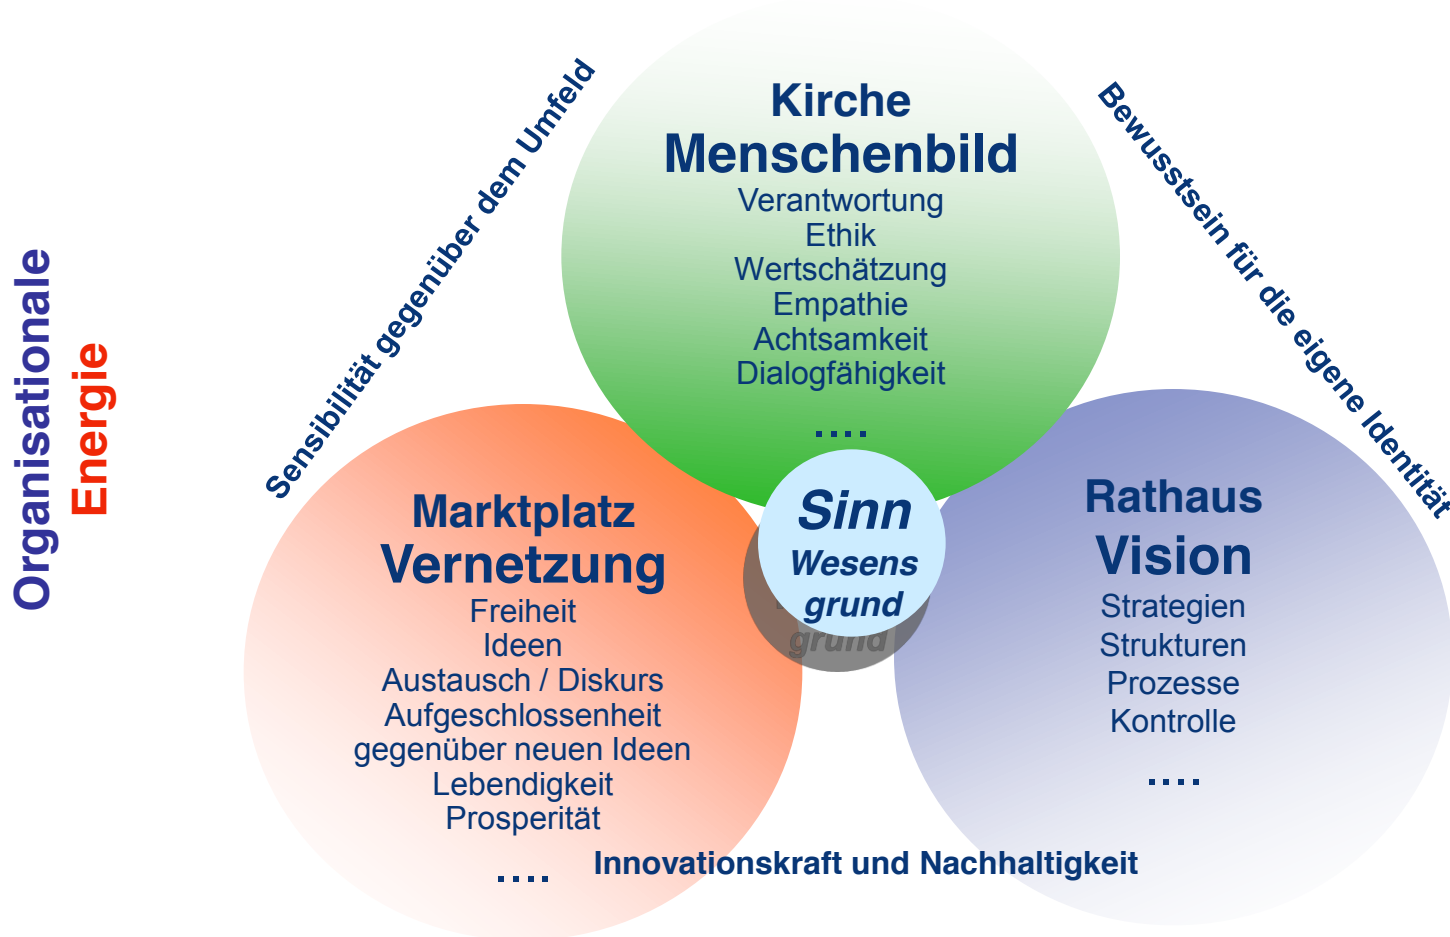 Organisationale
Energie
Sensibilität gegenüber dem Umfeld
Bewusstsein für die eigene Identität
Kirche
Menschenbild
Verantwortung
Ethik
Wertschätzung
Empathie
Achtsamkeit
Dialogfähigkeit
....
Marktplatz
Vernetzung
Freiheit
Ideen
Austausch / Diskurs
Aufgeschlossenheit
gegenüber neuen Ideen
Lebendigkeit
Prosperität
....
Sinn
Wesens
grund
grund
Rathaus
Vision
Strategien
Strukturen
Prozesse
Kontrolle
....
Innovationskraft und Nachhaltigkeit